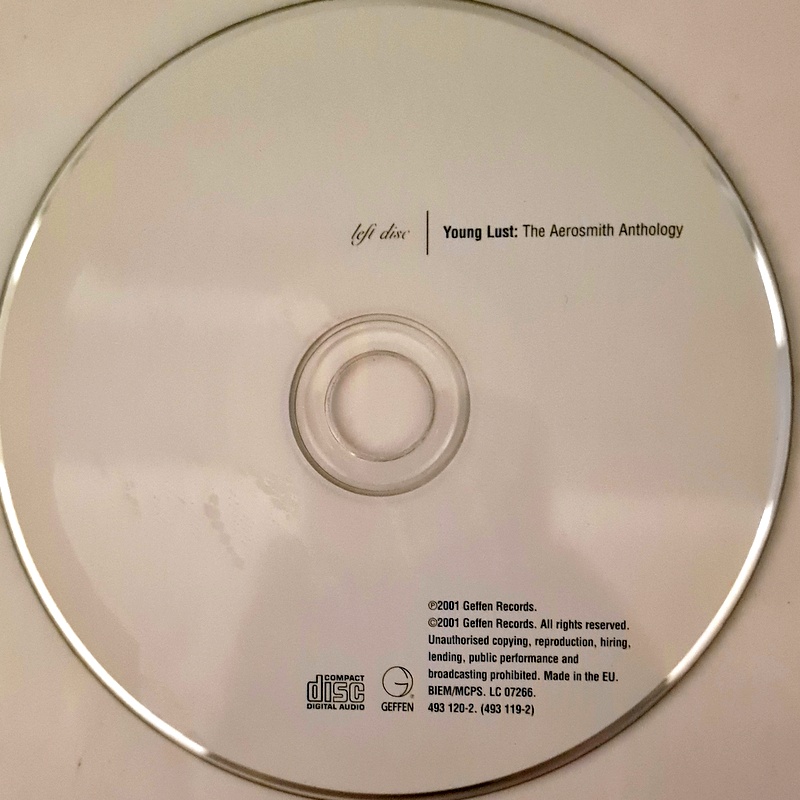 left disc
Young Lust: The Aerosmith Anthology
℗2001 Geffen Records.
©2001 Geffen Records. All rights reserved.
Unauthorised copying, reproduction, hiring,
lending, public performance and
broadcasting prohibited. Made in the EU.
BIEM/MCPS. LC 07266.
493 120-2. (493 119-2)
COMPACT
disc
DIGITAL AUDIO
G
GEFFEN